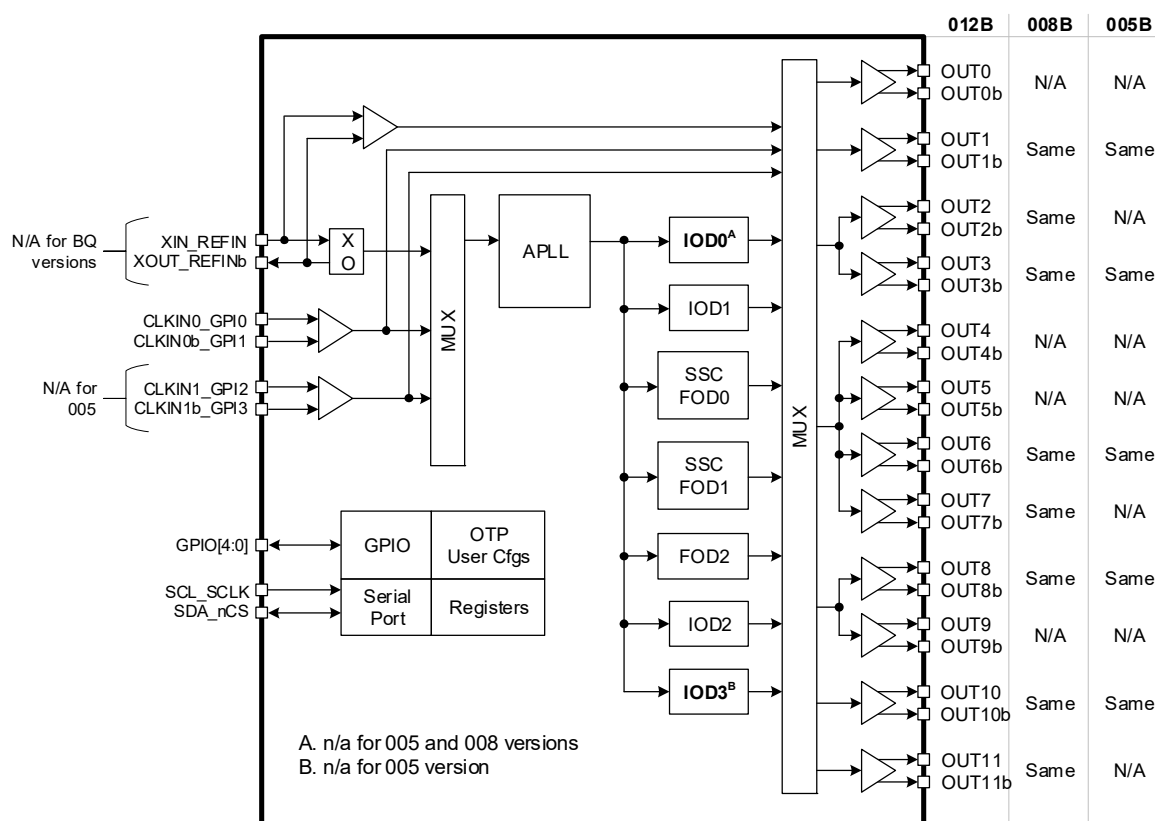 012B 008B 005B
OUT0
OUT0b
N/A N/A
OUT1
OUT1b
Same Same
OUT2
OUT2b
Same N/A
OUT3
OUT3b
Same Same
OUT4
OUT4b
N/A N/A
OUT5
OUT5b
N/A N/A
OUT6
OUT6b
Same Same
OUT7
OUT7b
Same N/A
OUT8
OUT8b
Same Same
OUT9
OUT9b
N/A N/A
OUT10
OUT10b
Same Same
OUT11
OUT11b
Same N/A
N/A for BQ
versions
XIN_REFIN
XOUT_REFINb
X
O
CLKIN0_GPI0
CLKIN0b_GPI1
N/A for
005
CLKIN1_GPI2
CLKIN1b_GPI3
MUX
APLL
IOD0A
IOD1
SSC
FOD0
SSC
FOD1
FOD2
IOD2
IOD3B
MUX
GPIO[4:0]
SCL_SCLK
SDA_nCS
GPIO
OTP
User Cfgs
Serial
Port
Registers
A. n/a for 005 and 008 versions
B. n/a for 005 version